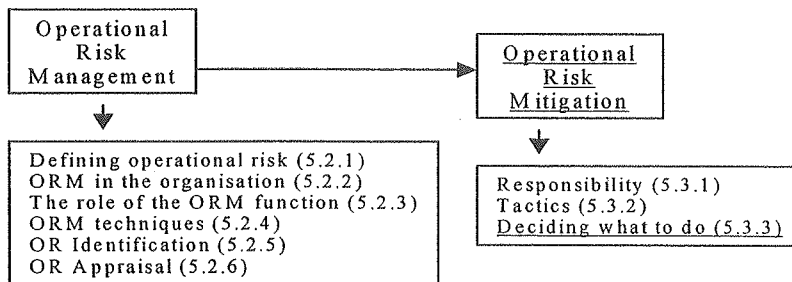 Operational
Risk
Management
Operational
Risk
Mitigation
Defining operational risk (5.2.1)
ORM in the organisation (5.2.2)
The role of the ORM function (5.2.3)
ORM techniques (5.2.4)
OR Identification (5.2.5)
OR Appraisal (5.2.6)
Responsibility (5.3.1)
Tactics (5.3.2)
Deciding what to do (5.3.3)